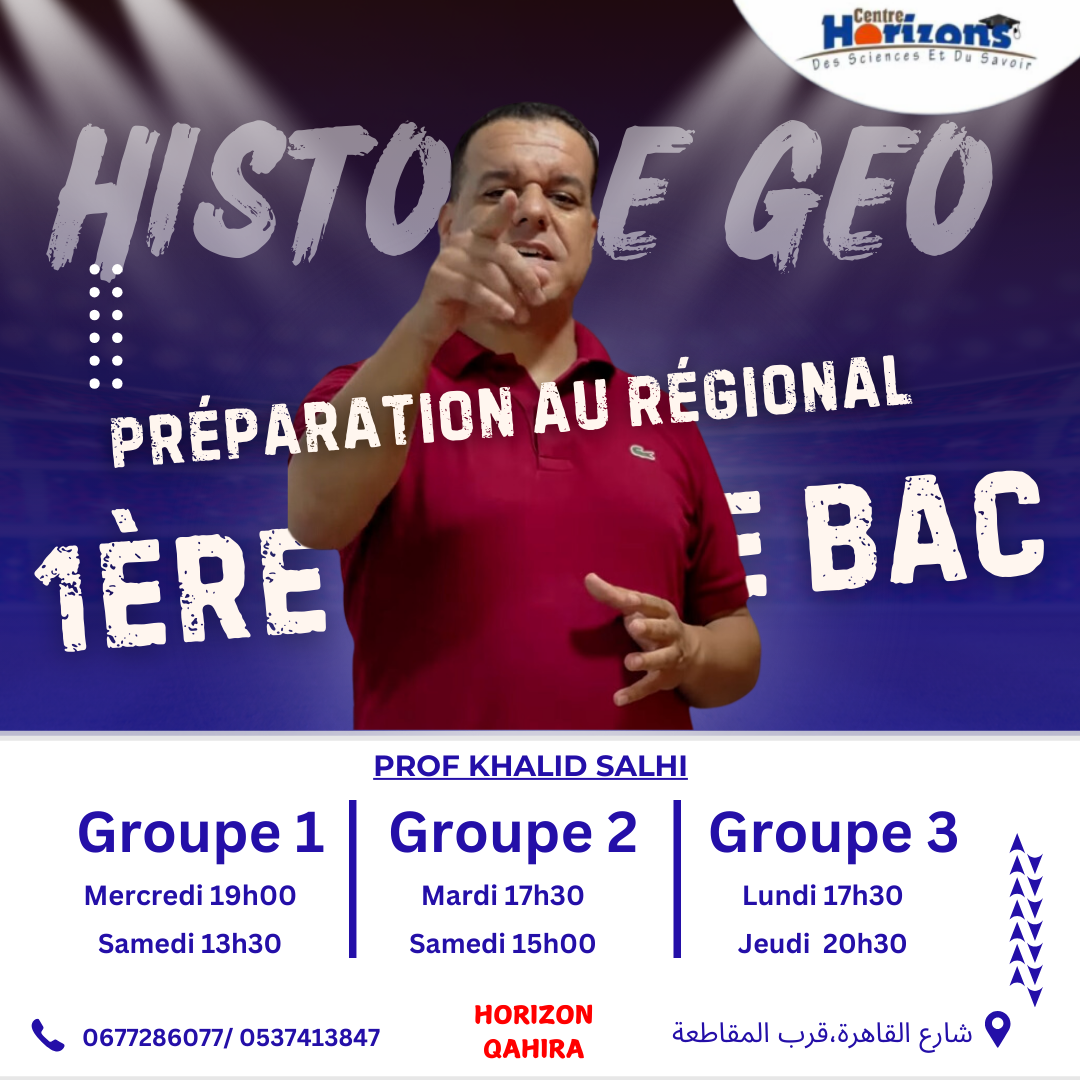 Centre
Horizons
Des Sciences Et Du Savoir
HISTO E GEO
PRÉPARATION AU RÉGIONAL
1ÈRE E BAC
PROF KHALID SALHI
Groupe 1
Mercredi 19h00
Samedi 13h30
Groupe 2
Mardi 17h30
Samedi 15h00
Groupe 3
Lundi 17h30
Jeudi 20h30
0677286077/ 0537413847
HORIZON
QAHIRA
شارع القاهرة،قرب المقاطعة